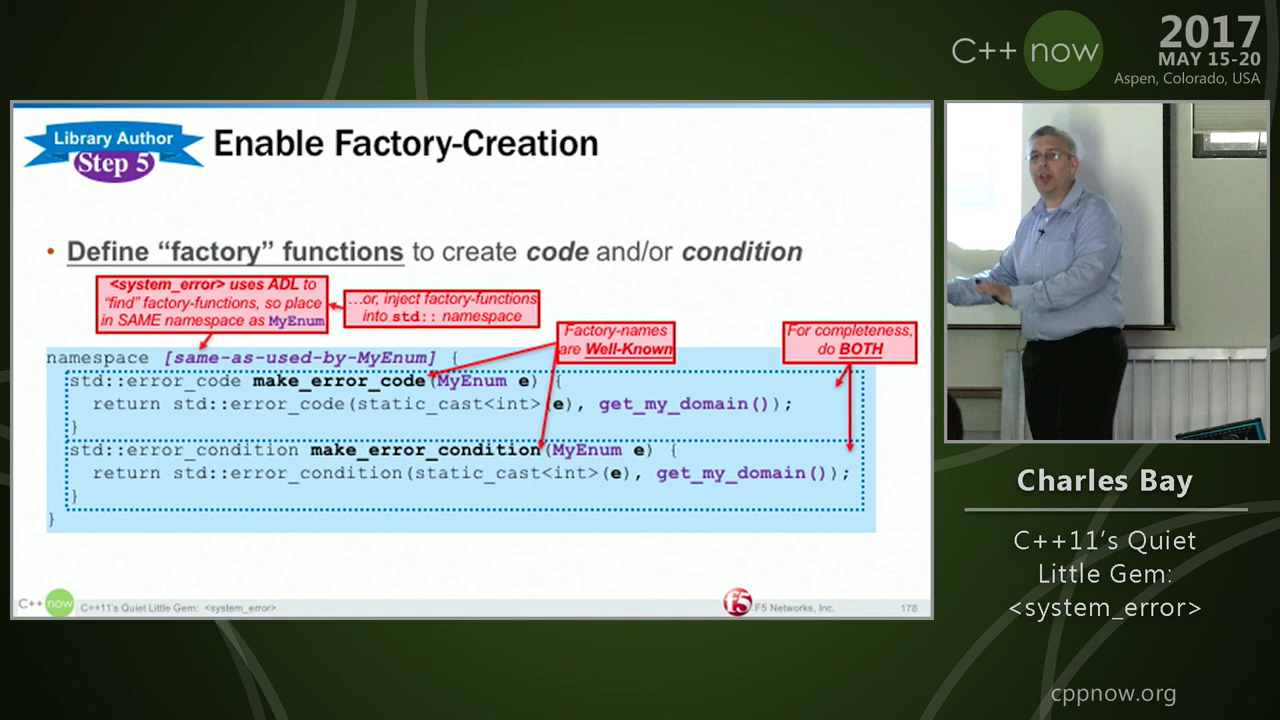 C++ now
2017
MAY 15-20
Aspen, Colorado, USA
Library Author
Step 5
Enable Factory-Creation
• Define “factory” functions to create code and/or condition
<system_error> uses ADL to
“find” factory-functions, so place
in SAME namespace as MyEnum
…or, inject factory-functions
into std:: namespace
Factory-names
are Well-Known
For completeness,
do BOTH
namespace [same-as-used-by-MyEnum] {
std::error_code make_error_code(MyEnum e) {
return std::error_code(static_cast<int>(e), get_my_domain());
}
std::error_condition make_error_condition(MyEnum e) {
return std::error_condition(static_cast<int>(e), get_my_domain());
}
}
C++ now
C++11's Quiet Little Gem: <system_error>
f5
F5 Networks, Inc.
178
Charles Bay
C++11’s Quiet
Little Gem:
<system_error>
cppnow.org